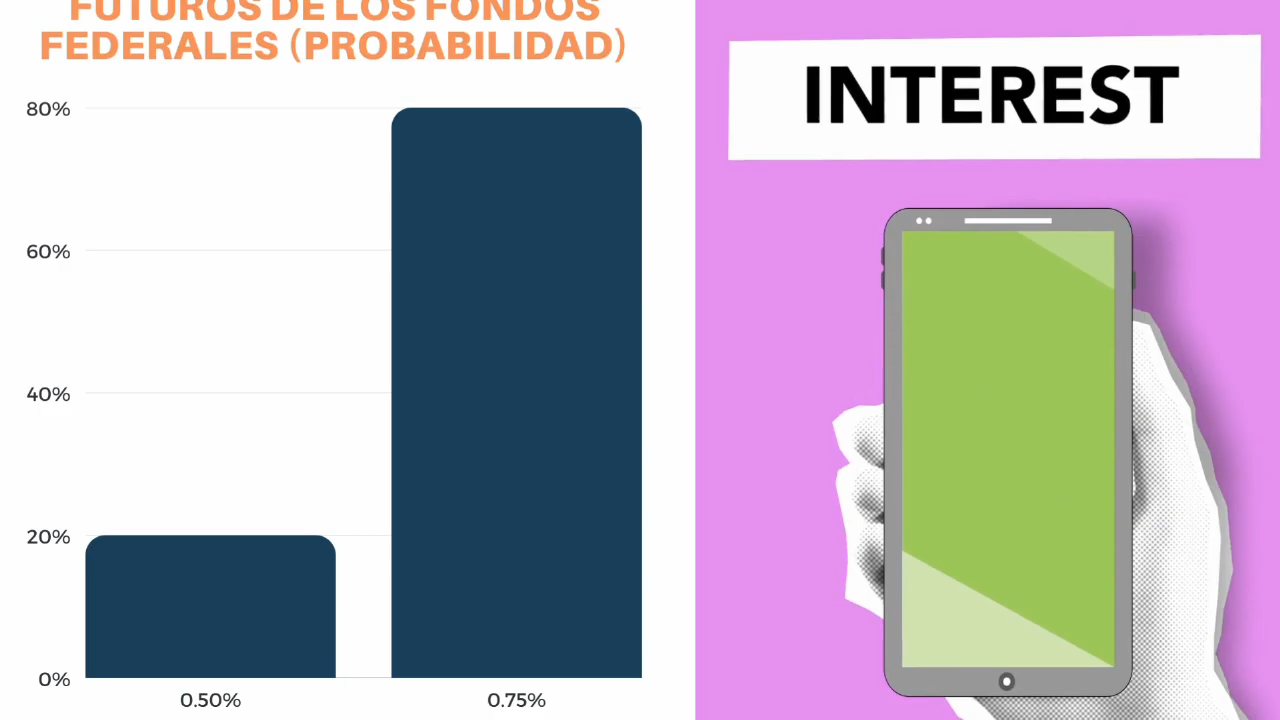 FUTUROS DE LOS FONDOS
FEDERALES (PROBABILIDAD)
80%
60%
40%
20%
0%
0.50%
0.75%
INTEREST